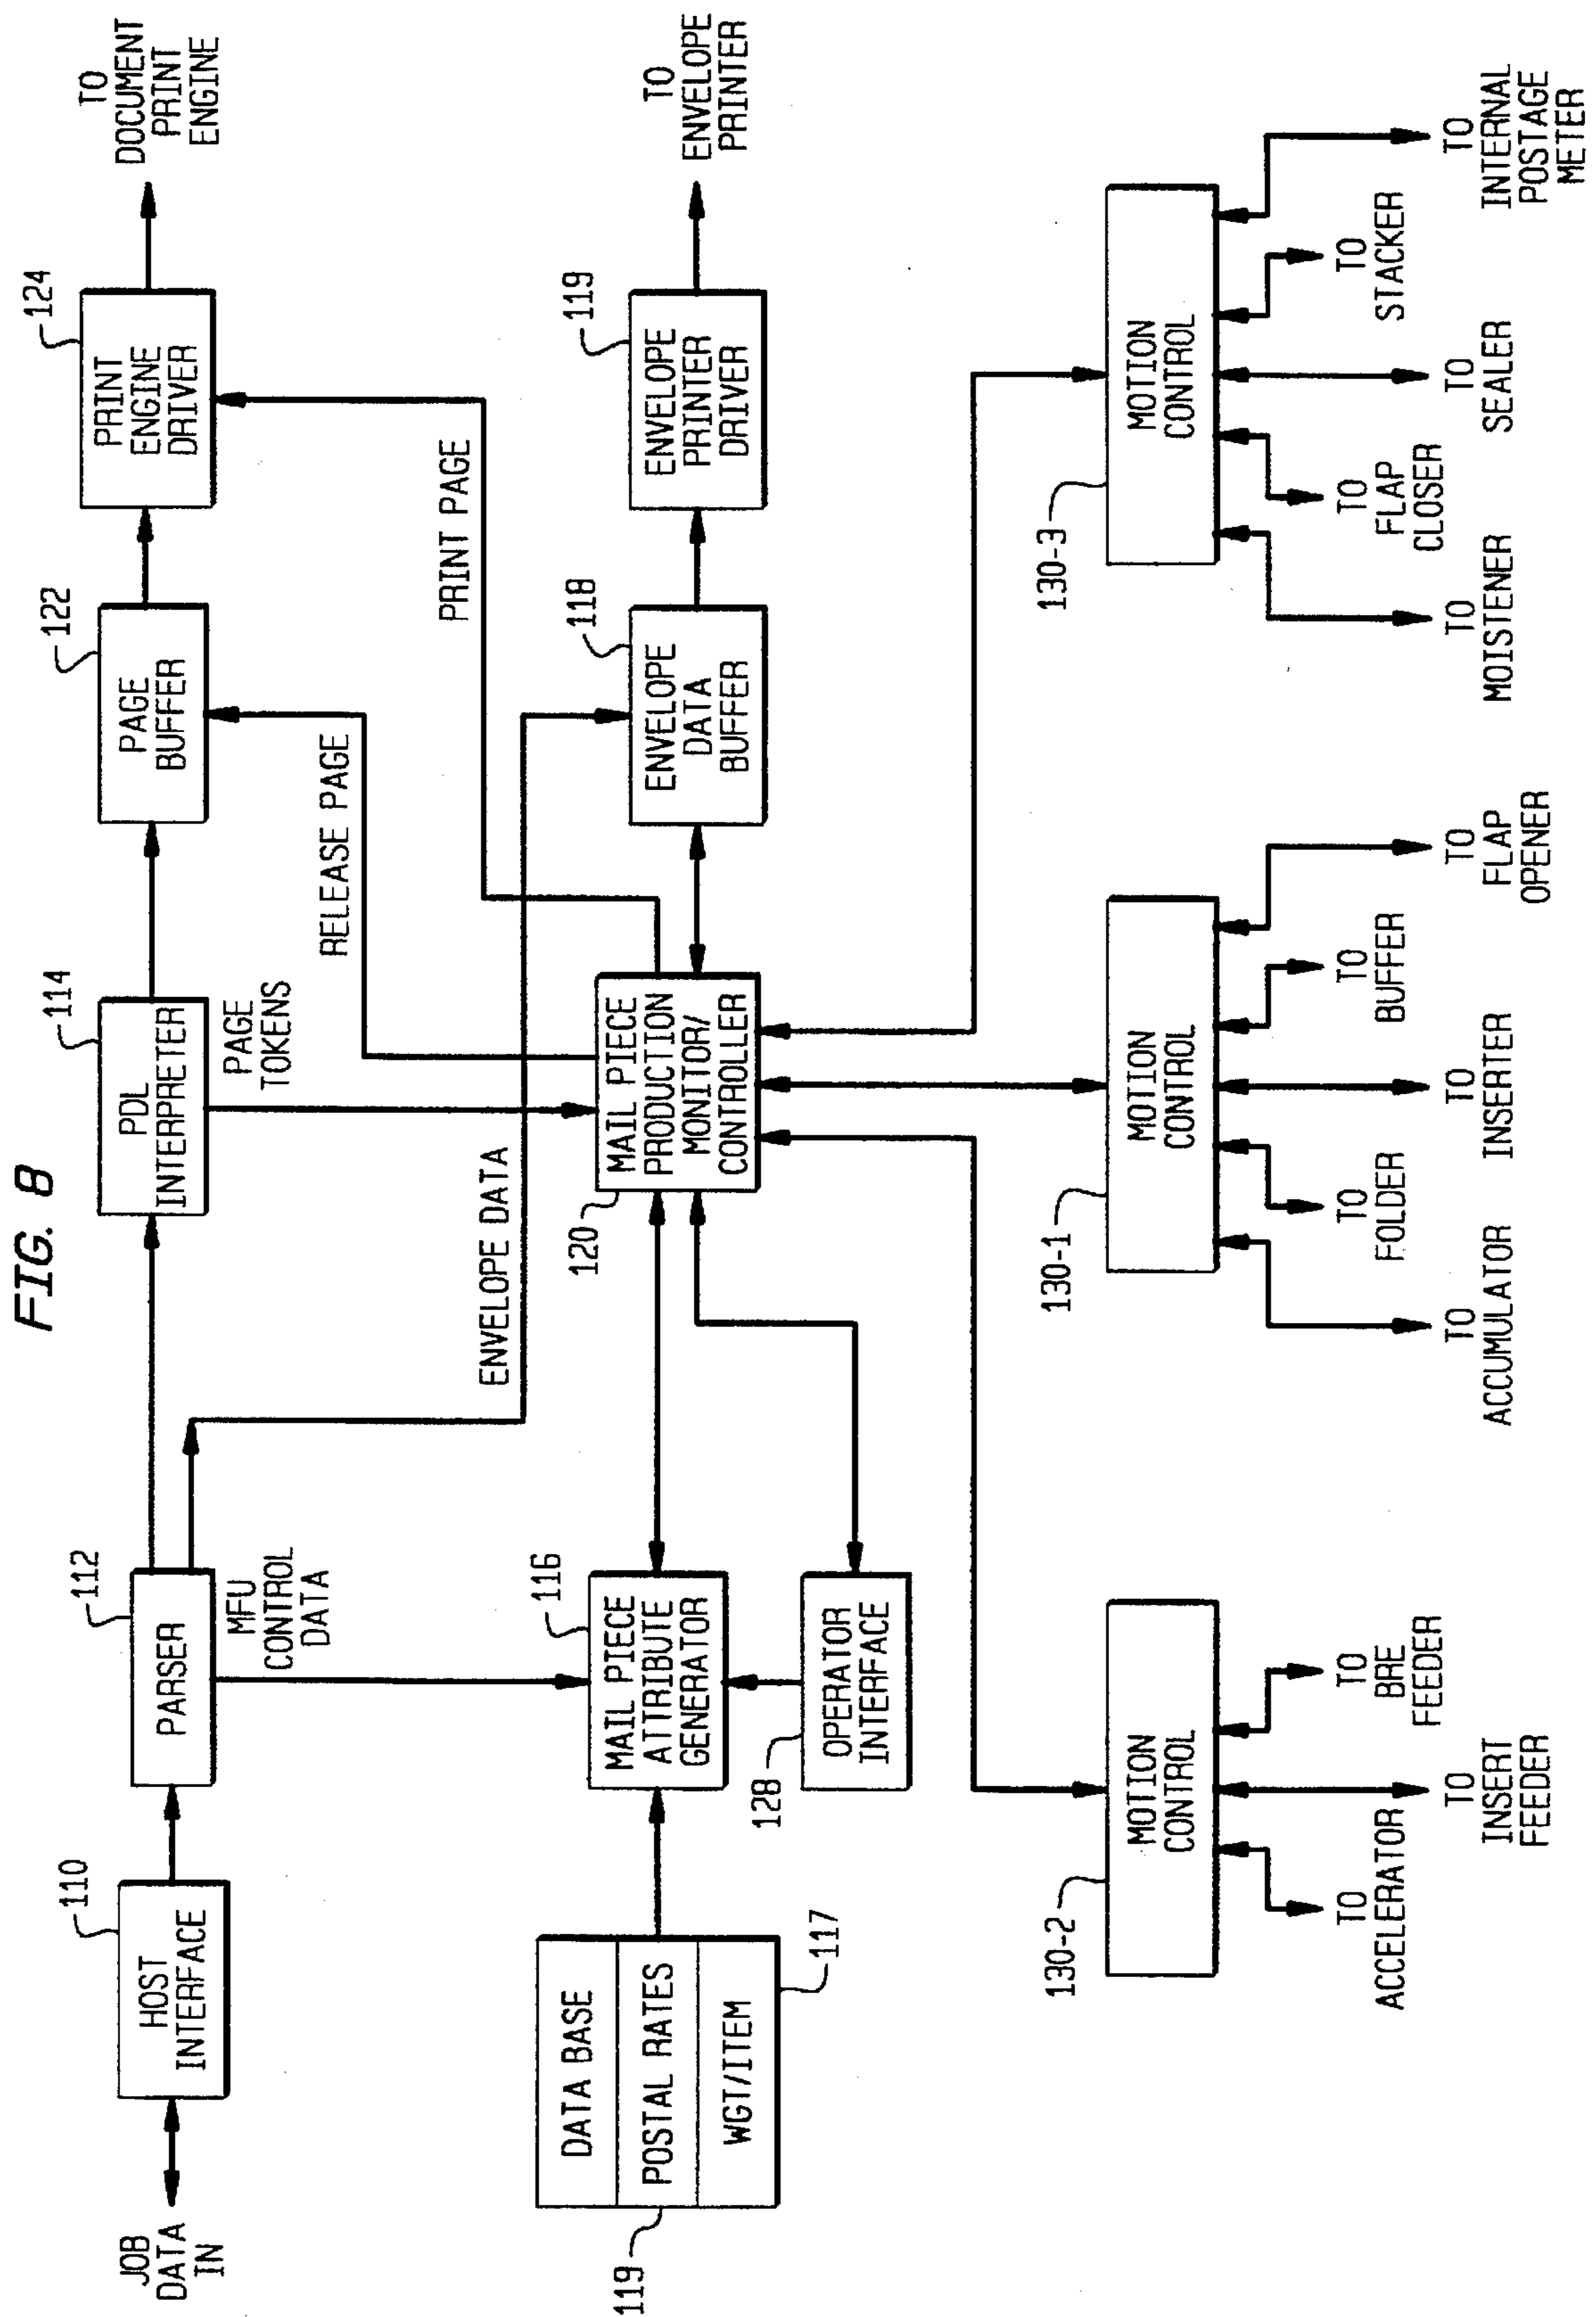 FIG. 8
JOB
DATA
IN
110
HOST
INTERFACE
112
PARSER
MFU
CONTROL
DATA
114
PDL
INTERPRETER
PAGE
TOKENS
RELEASE PAGE
122
PAGE
BUFFER
PRINT PAGE
124
PRINT
ENGINE
DRIVER
TO
DOCUMENT
PRINT
ENGINE
ENVELOPE DATA
119
DATA BASE
POSTAL RATES
WGT/ITEM
117
116
MAIL PIECE
ATTRIBUTE
GENERATOR
128
OPERATOR
INTERFACE
120
MAIL PIECE
PRODUCTION
MONITOR/
CONTROLLER
118
ENVELOPE
DATA
BUFFER
119
ENVELOPE
PRINTER
DRIVER
TO
ENVELOPE
PRINTER
130-2
MOTION
CONTROL
TO
ACCELERATOR
TO
INSERT
FEEDER
TO
BRE
FEEDER
130-1
MOTION
CONTROL
TO
ACCUMULATOR
TO
FOLDER
TO
INSERTER
TO
BUFFER
TO
FLAP
OPENER
130-3
MOTION
CONTROL
TO
MOISTENER
TO
FLAP
CLOSER
TO
SEALER
TO
STACKER
TO
INTERNAL
POSTAGE
METER